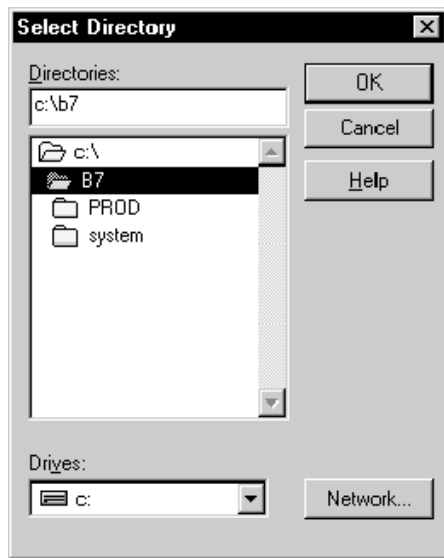 Select Directory
Directories:
c:\b7
c:\
B7
PROD
system
OK
Cancel
Help
Drives:
c:
Network...